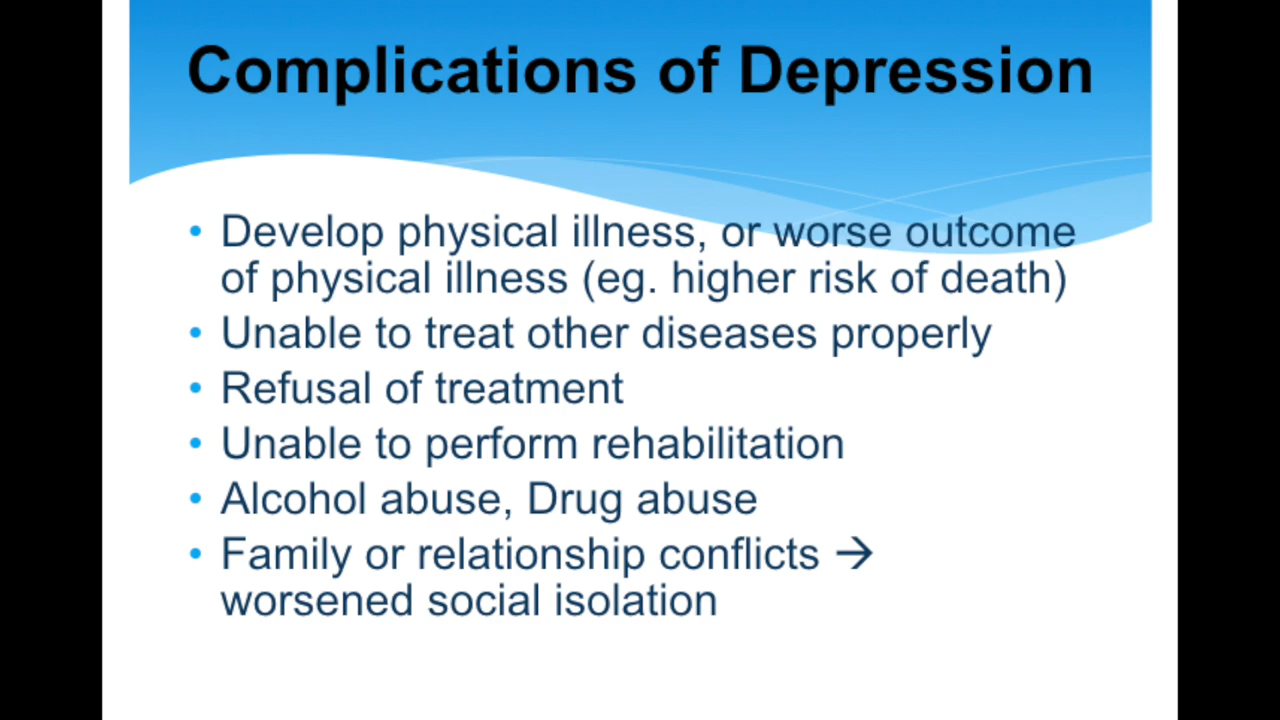 Complications of Depression
• Develop physical illness, or worse outcome
of physical illness (eg. higher risk of death)
• Unable to treat other diseases properly
• Refusal of treatment
• Unable to perform rehabilitation
• Alcohol abuse, Drug abuse
• Family or relationship conflicts →
worsened social isolation